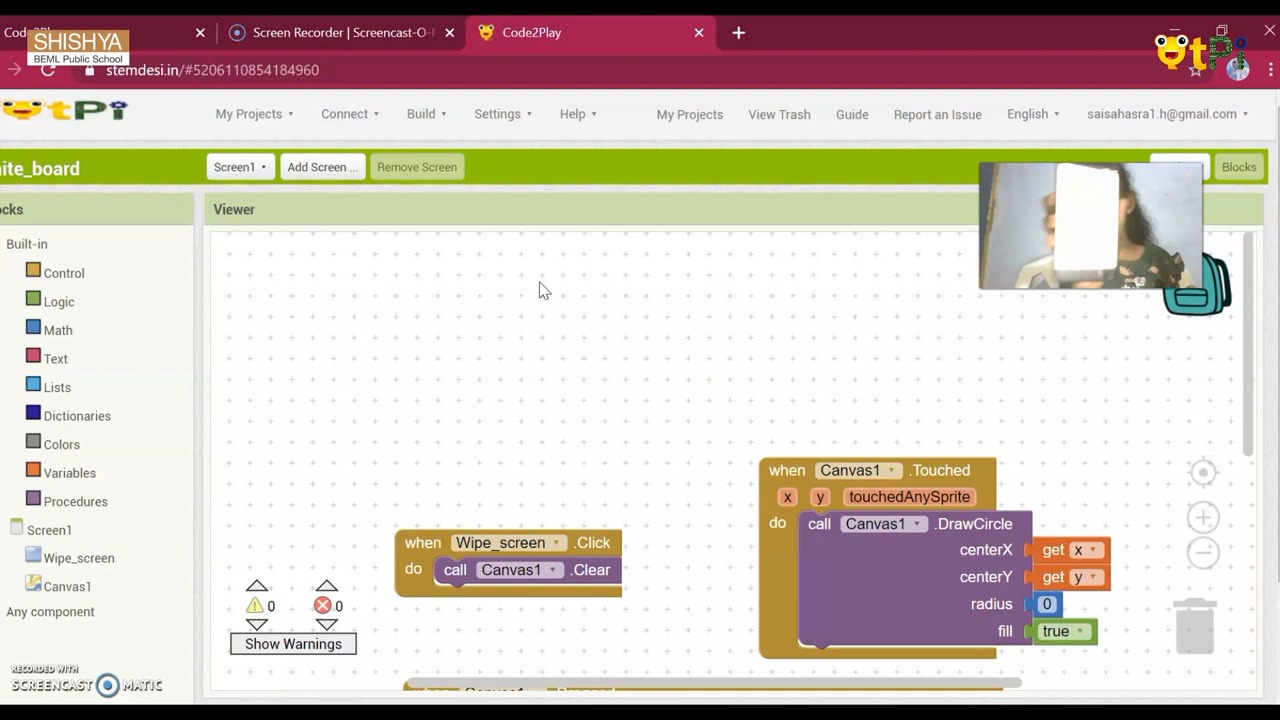 Screen Recorder | Screencast-O-M
Code2Play
SHISHYA
BEML Public School
stemdesi.in/#5206110854184960
tPi
tPi
My Projects
Connect
Build
Settings
Help
My Projects
View Trash
Guide
Report an Issue
English
saisahasra1.h@gmail.com
ite_board
Screen1
Add Screen ...
Remove Screen
Blocks
cks
Viewer
Built-in
Control
Logic
Math
Text
Lists
Dictionaries
Colors
Variables
Procedures
Screen1
Wipe_screen
Canvas1
Any component
when Canvas1 .Touched
x y touchedAnySprite
do call Canvas1 .DrawCircle
centerX get x
centerY get y
radius 0
fill true
when Wipe_screen .Click
do call Canvas1 .Clear
0 0
Show Warnings
RECORDED WITH
SCREENCAST MATIC